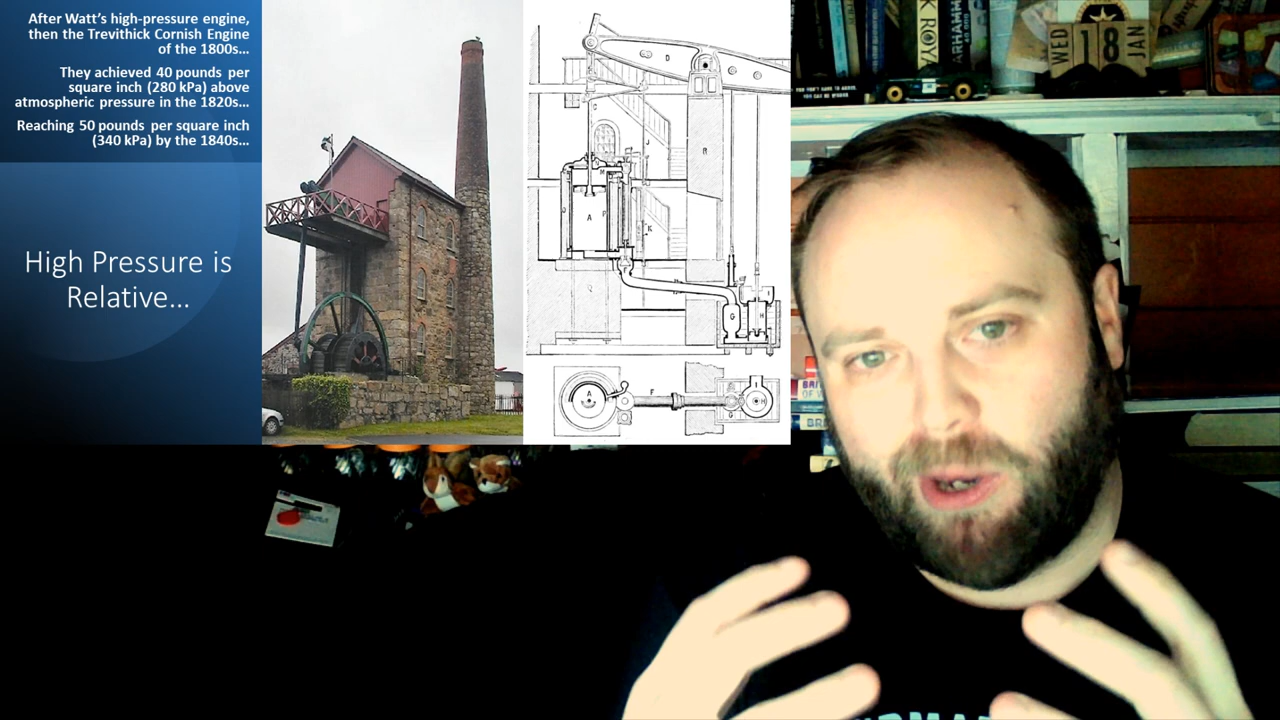 After Watt's high-pressure engine,
then the Trevithick Cornish Engine
of the 1800s...
They achieved 40 pounds per
square inch (280 kPa) above
atmospheric pressure in the 1820s...
Reaching 50 pounds per square inch
(340 kPa) by the 1840s...
High Pressure is
Relative...
WED
18
JAN
D
R
A
G
H
A
F